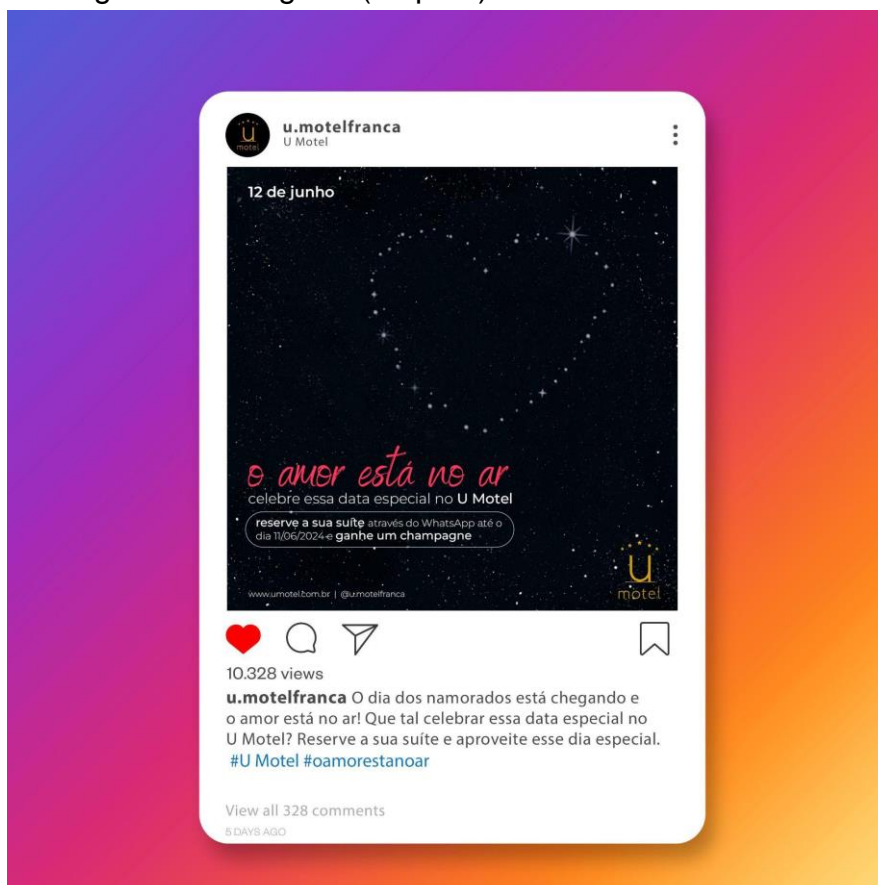 u.motelfranca
U Motel
12 de junho
o amor está no ar
celebre essa data especial no U Motel
reserve a sua suíte através do WhatsApp até o
dia 11/06/2024 e ganhe um champagne
www.umotel.com.br | @u.motelfranca
u
motel
10.328 views
u.motelfranca O dia dos namorados está chegando e
o amor está no ar! Que tal celebrar essa data especial no
U Motel? Reserve a sua suíte e aproveite esse dia especial.
#U Motel #oamorestanoar
View all 328 comments
5 DAYS AGO